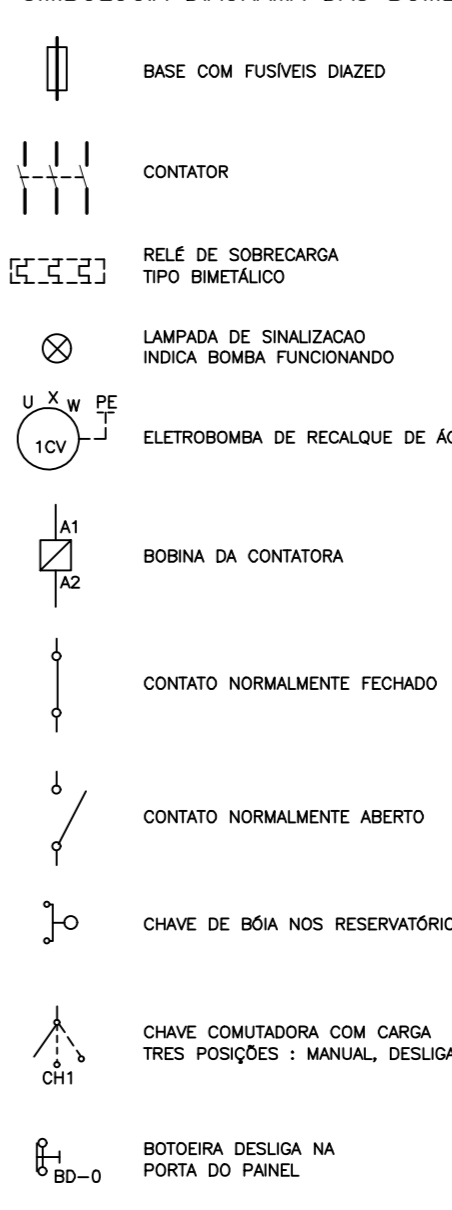 BASE COM FUSÍVEIS DIAZED
CONTATOR
RELÉ DE SOBRECARGA
TIPO BIMETÁLICO
LAMPADA DE SINALIZACAO
INDICA BOMBA FUNCIONANDO
U X W PE
1CV
ELETROBOMBA DE RECALQUE DE
A1
BOBINA DA CONTATORA
A2
CONTATO NORMALMENTE FECHADO
CONTATO NORMALMENTE ABERTO
CHAVE DE BÓIA NOS
CHAVE COMUTADORA COM CARGA
TRES POSIÇÕES : MANUAL,
CH1
BOTOEIRA DESLIGA NA
PORTA DO PAINEL
BD-0